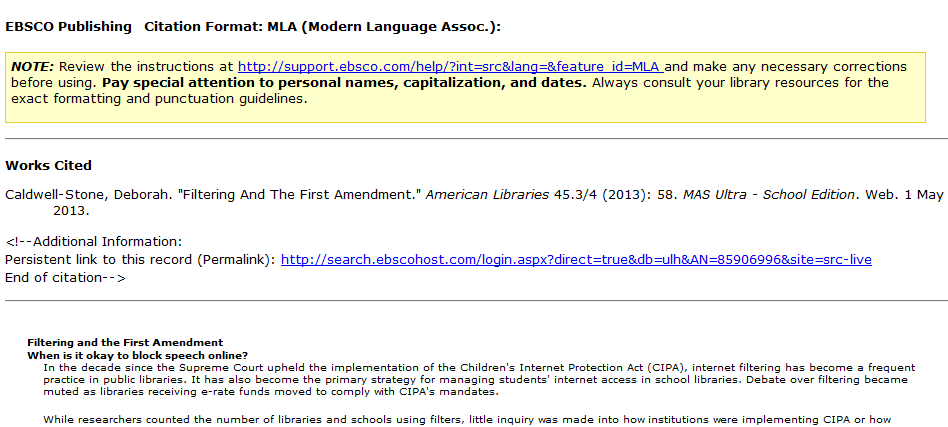 EBSCO Publishing   Citation Format: MLA (Modern Language Assoc.):
NOTE: Review the instructions at http://support.ebsco.com/help/?int=src&lang=&feature_id=MLA and make any necessary corrections
before using. Pay special attention to personal names, capitalization, and dates. Always consult your library resources for the
exact formatting and punctuation guidelines.
Works Cited
Caldwell-Stone, Deborah. "Filtering And The First Amendment." American Libraries 45.3/4 (2013): 58. MAS Ultra - School Edition. Web. 1 May
2013.
<!--Additional Information:
Persistent link to this record (Permalink): http://search.ebscohost.com/login.aspx?direct=true&db=ulh&AN=85906996&site=src-live
End of citation-->
Filtering and the First Amendment
When is it okay to block speech online?
In the decade since the Supreme Court upheld the implementation of the Children's Internet Protection Act (CIPA), internet filtering has become a frequent
practice in public libraries. It has also become the primary strategy for managing students' internet access in school libraries. Debate over filtering became
muted as libraries receiving e-rate funds moved to comply with CIPA's mandates.
While researchers counted the number of libraries and schools using filters, little inquiry was made into how institutions were implementing CIPA or how